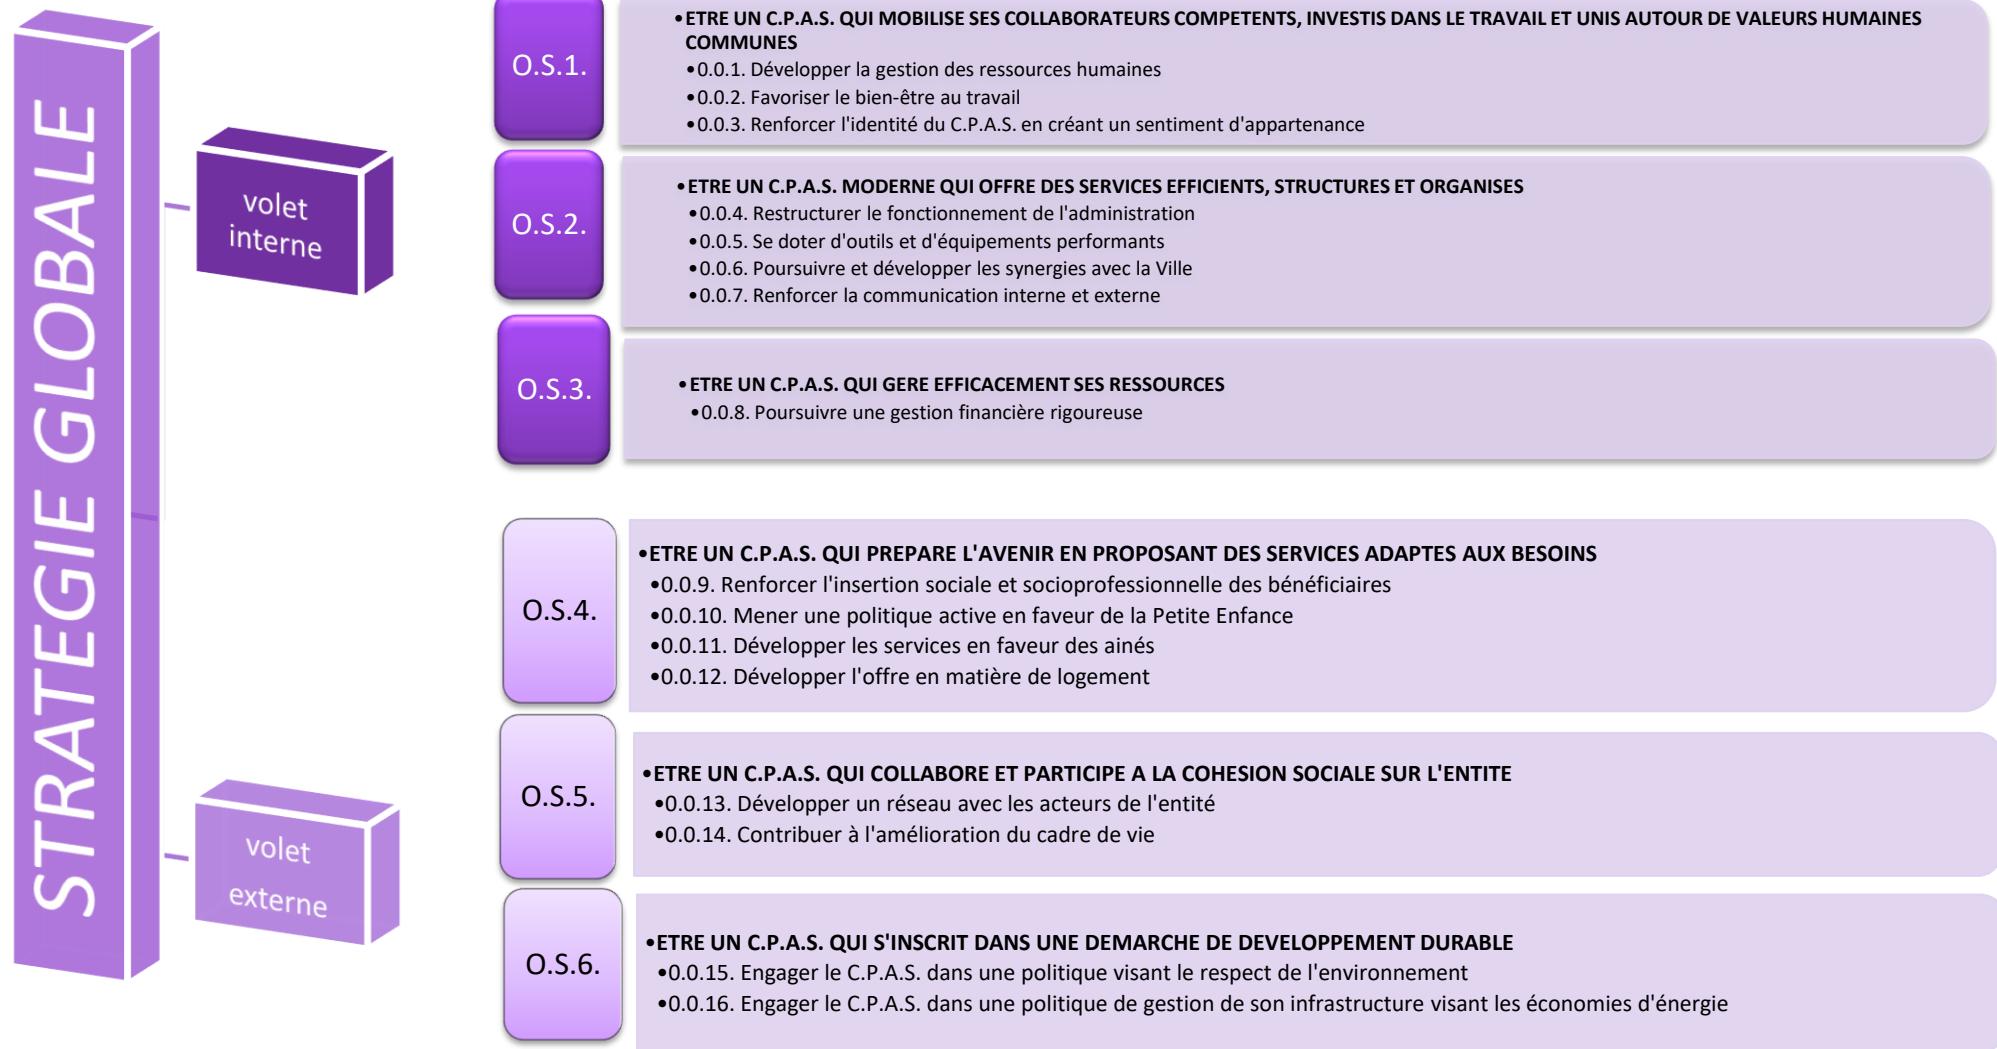 STRATEGIE GLOBALE
volet
interne
O.S.1.
•ETRE UN C.P.A.S. QUI MOBILISE SES COLLABORATEURS COMPETENTS, INVESTIS DANS LE TRAVAIL ET UNIS AUTOUR DE VALEURS HUMAINES
COMMUNES
•0.0.1. Développer la gestion des ressources humaines
•0.0.2. Favoriser le bien-être au travail
•0.0.3. Renforcer l'identité du C.P.A.S. en créant un sentiment d'appartenance
O.S.2.
•ETRE UN C.P.A.S. MODERNE QUI OFFRE DES SERVICES EFFICIENTS, STRUCTURES ET ORGANISES
•0.0.4. Restructurer le fonctionnement de l'administration
•0.0.5. Se doter d'outils et d'équipements performants
•0.0.6. Poursuivre et développer les synergies avec la Ville
•0.0.7. Renforcer la communication interne et externe
O.S.3.
•ETRE UN C.P.A.S. QUI GERE EFFICACEMENT SES RESSOURCES
•0.0.8. Poursuivre une gestion financière rigoureuse
volet
externe
O.S.4.
•ETRE UN C.P.A.S. QUI PREPARE L'AVENIR EN PROPOSANT DES SERVICES ADAPTES AUX BESOINS
•0.0.9. Renforcer l'insertion sociale et socioprofessionnelle des bénéficiaires
•0.0.10. Mener une politique active en faveur de la Petite Enfance
•0.0.11. Développer les services en faveur des ainés
•0.0.12. Développer l'offre en matière de logement
O.S.5.
•ETRE UN C.P.A.S. QUI COLLABORE ET PARTICIPE A LA COHESION SOCIALE SUR L'ENTITE
•0.0.13. Développer un réseau avec les acteurs de l'entité
•0.0.14. Contribuer à l'amélioration du cadre de vie
O.S.6.
•ETRE UN C.P.A.S. QUI S'INSCRIT DANS UNE DEMARCHE DE DEVELOPPEMENT DURABLE
•0.0.15. Engager le C.P.A.S. dans une politique visant le respect de l'environnement
•0.0.16. Engager le C.P.A.S. dans une politique de gestion de son infrastructure visant les économies d'énergie